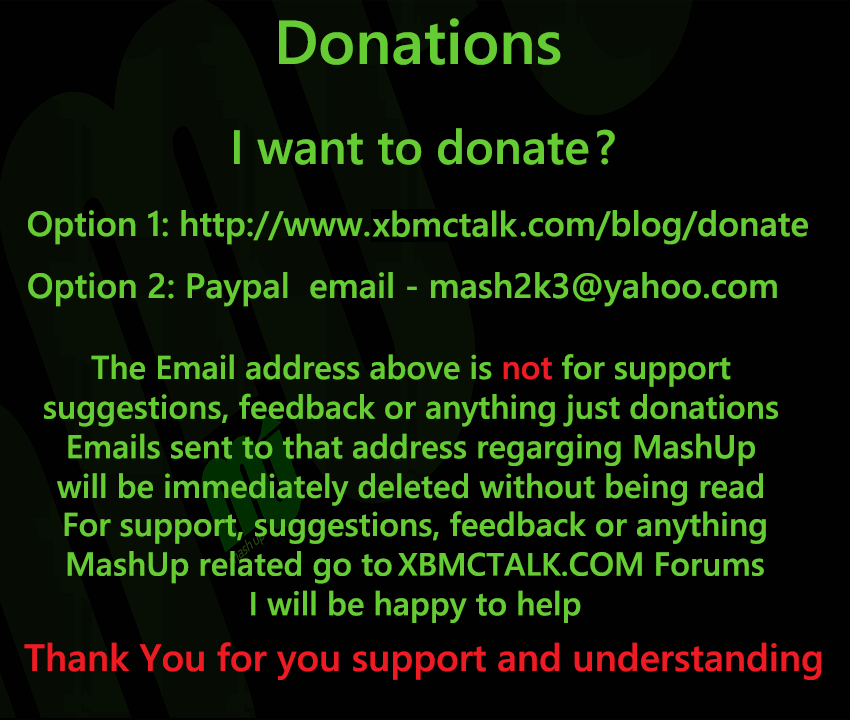 Donations
I want to donate?
Option 1: http://www.xbmctalk.com/blog/donate
Option 2: Paypal  email - mash2k3@yahoo.com
The Email address above is not for support
suggestions, feedback or anything just donations
Emails sent to that address regarging MashUp
will be immediately deleted without being read
For support, suggestions, feedback or anything
MashUp related go to XBMCTALK.COM Forums
I will be happy to help
Thank You for you support and understanding
MashUp